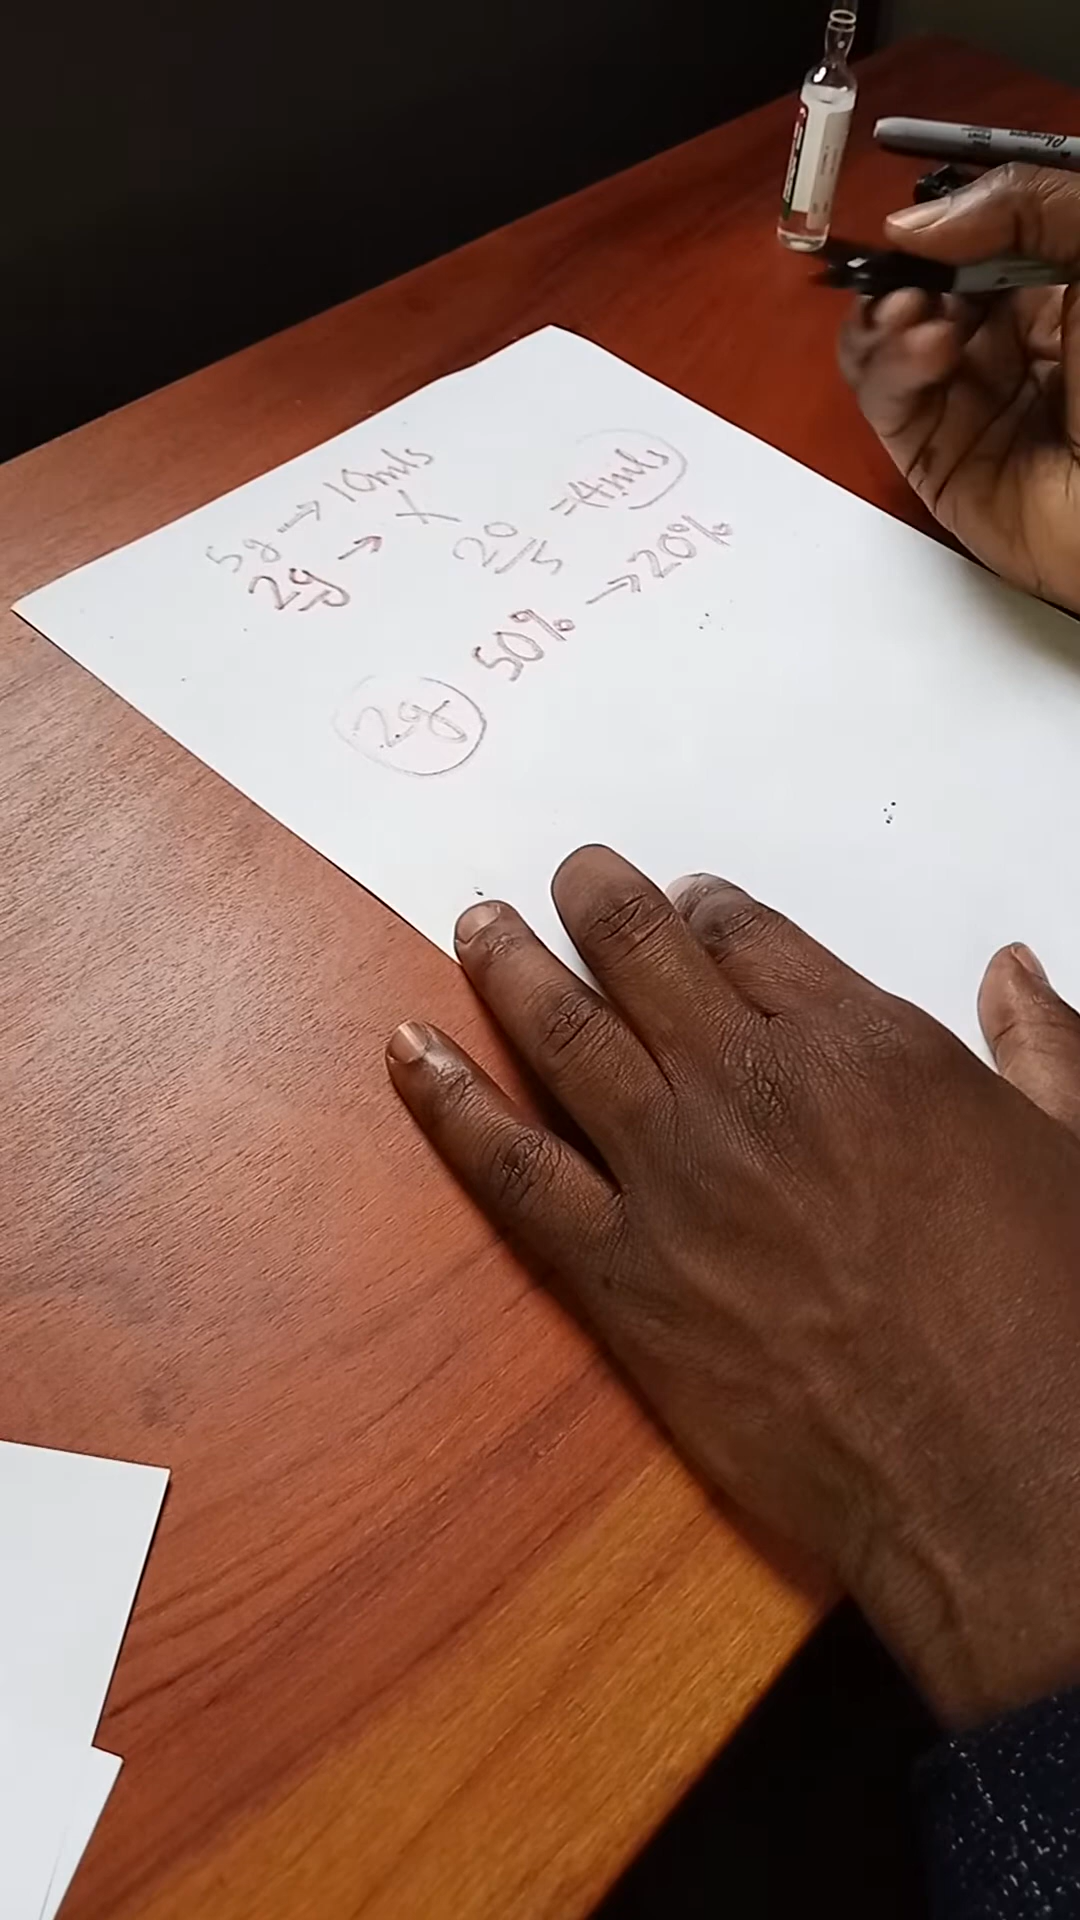 5g → 10mls
2g → X
20/5 = 4mls
2g 50% → 20%